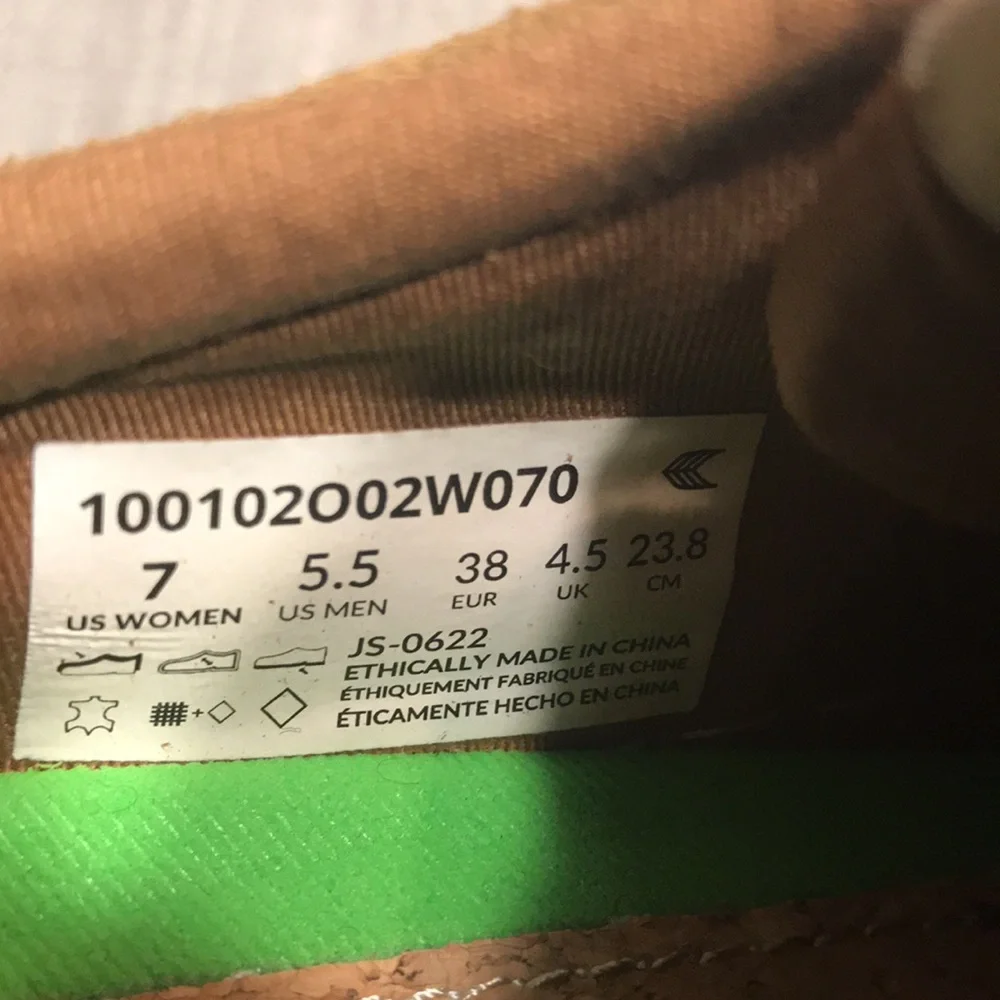 100102O02W070
7 5.5 38 4.5 23.8
US WOMEN US MEN EUR UK CM
JS-0622
ETHICALLY MADE IN CHINA
ÉTHIQUEMENT FABRIQUÉ EN CHINE
ÉTICAMENTE HECHO EN CHINA